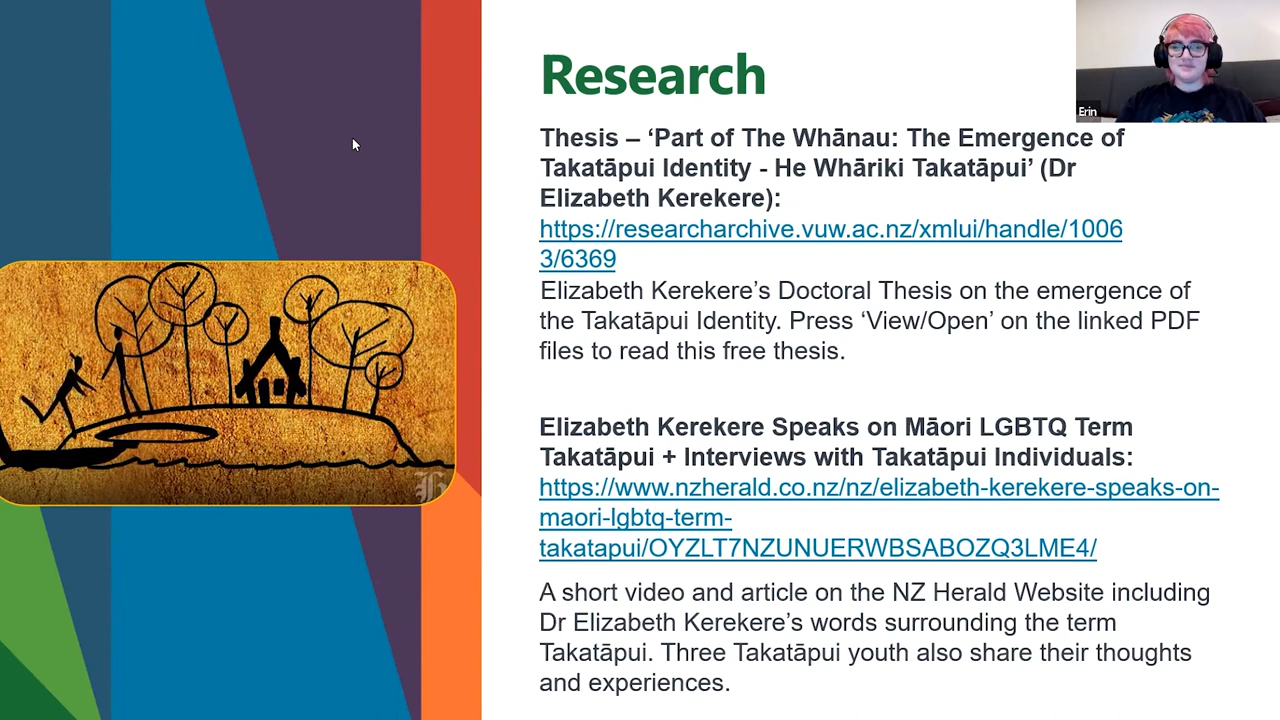 Research
Erin
Thesis – ‘Part of The Whānau: The Emergence of
Takatāpui Identity - He Whāriki Takatāpui’ (Dr
Elizabeth Kerekere):
https://researcharchive.vuw.ac.nz/xmlui/handle/1006
3/6369
Elizabeth Kerekere’s Doctoral Thesis on the emergence of
the Takatāpui Identity. Press ‘View/Open’ on the linked PDF
files to read this free thesis.
Elizabeth Kerekere Speaks on Māori LGBTQ Term
Takatāpui + Interviews with Takatāpui Individuals:
https://www.nzherald.co.nz/nz/elizabeth-kerekere-speaks-on-
maori-lgbtq-term-
takatapui/OYZLT7NZUNUERWBSABOZQ3LME4/
A short video and article on the NZ Herald Website including
Dr Elizabeth Kerekere’s words surrounding the term
Takatāpui. Three Takatāpui youth also share their thoughts
and experiences.